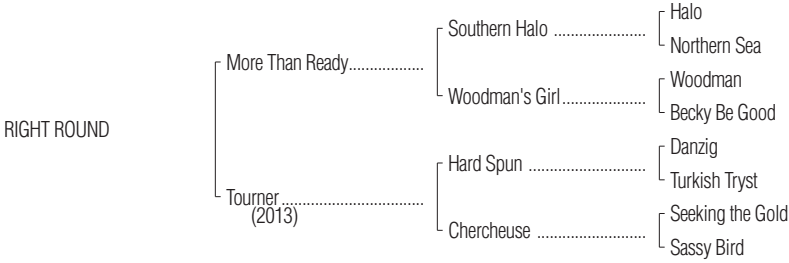 Halo
Southern Halo ......................
Northern Sea
More Than Ready..................
Woodman
Woodman's Girl....................
Becky Be Good
RIGHT ROUND
Danzig
Hard Spun ............................
Turkish Tryst
Tourner..................................
(2013)
Seeking the Gold
Chercheuse ..........................
Sassy Bird